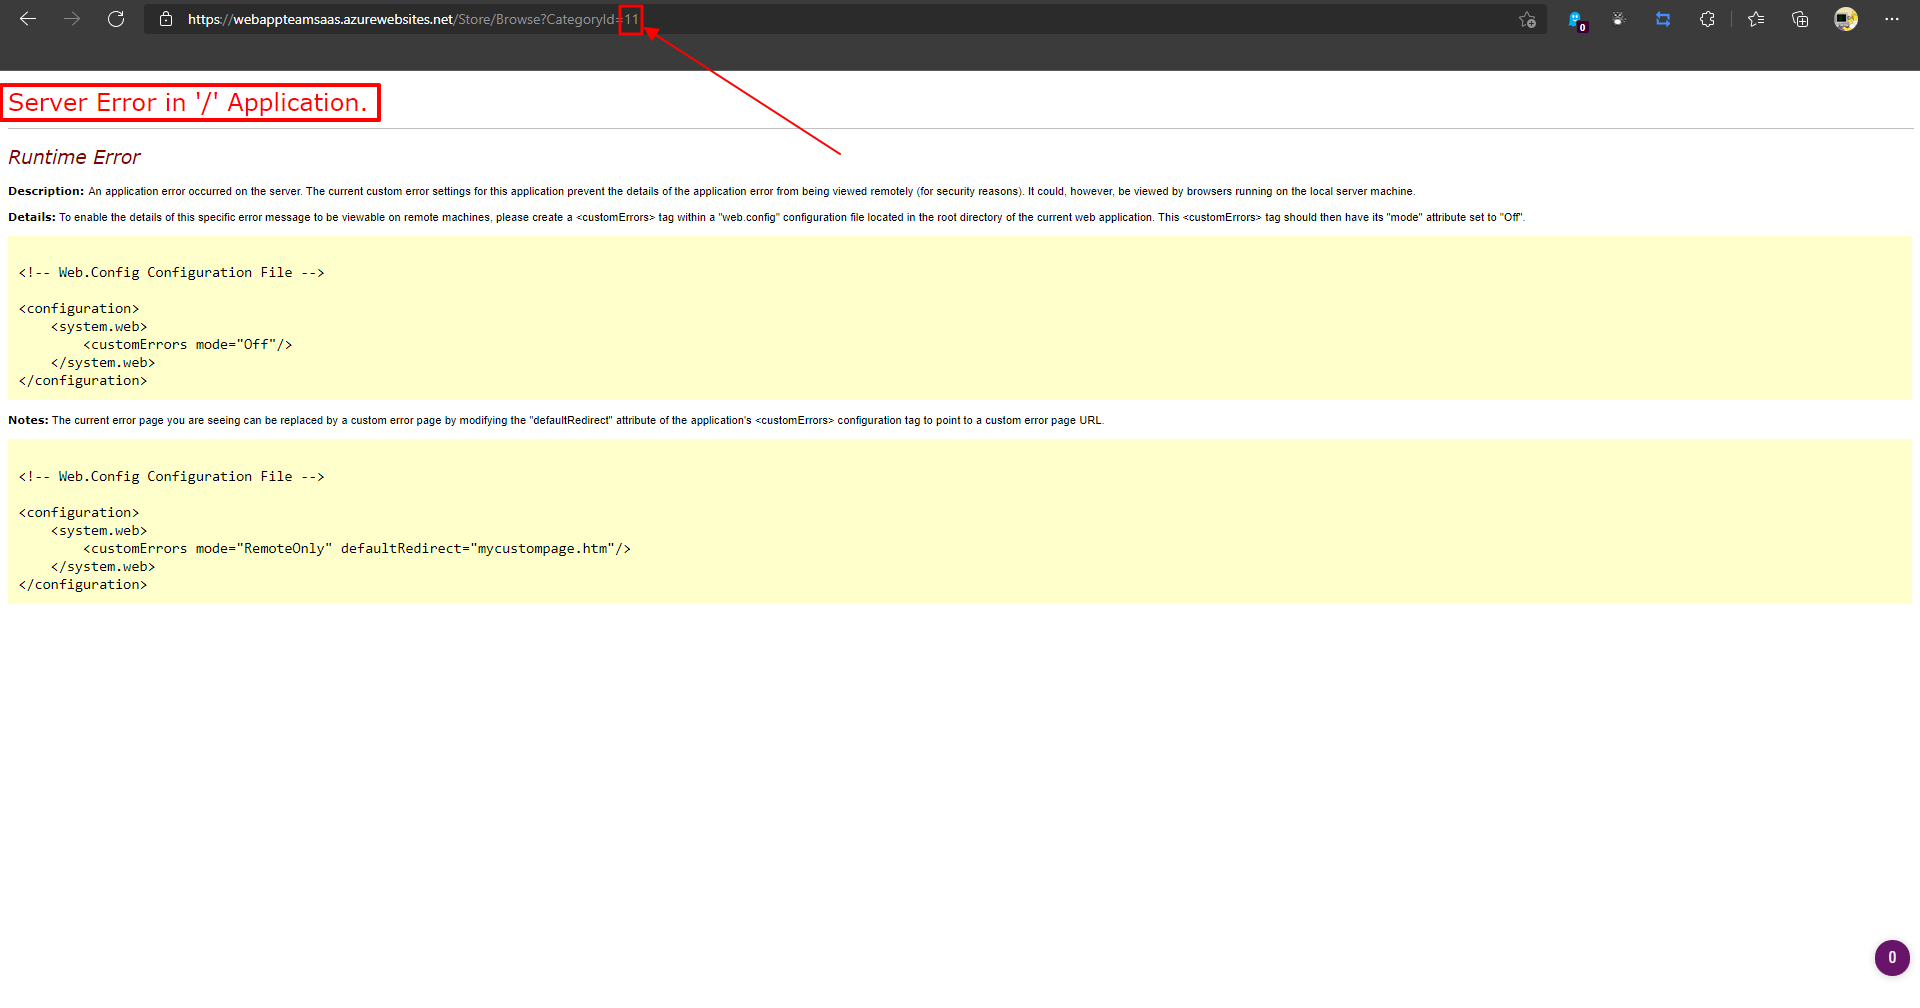 https://webappteamsaas.azurewebsites.net/Store/Browse?CategoryId=11
0
Server Error in '/' Application.
Runtime Error
Description: An application error occurred on the server. The current custom error settings for this application prevent the details of the application error from being viewed remotely (for security reasons). It could, however, be viewed by browsers running on the local server machine.
Details: To enable the details of this specific error message to be viewable on remote machines, please create a <customErrors> tag within a "web.config" configuration file located in the root directory of the current web application. This <customErrors> tag should then have its "mode" attribute set to "Off".
<!-- Web.Config Configuration File -->
<configuration>
    <system.web>
        <customErrors mode="Off"/>
    </system.web>
</configuration>
Notes: The current error page you are seeing can be replaced by a custom error page by modifying the "defaultRedirect" attribute of the application's <customErrors> configuration tag to point to a custom error page URL.
<!-- Web.Config Configuration File -->
<configuration>
    <system.web>
        <customErrors mode="RemoteOnly" defaultRedirect="mycustompage.htm"/>
    </system.web>
</configuration>
0